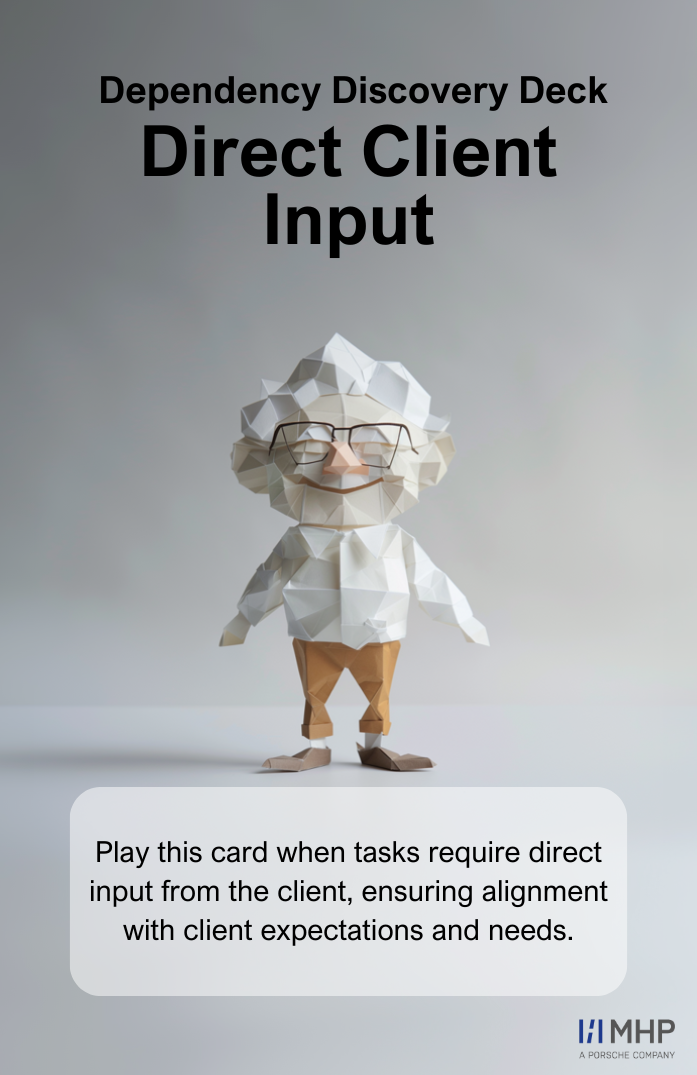 Dependency Discovery Deck
Direct Client
Input
Play this card when tasks require direct
input from the client, ensuring alignment
with client expectations and needs.
MHP
A PORSCHE COMPANY